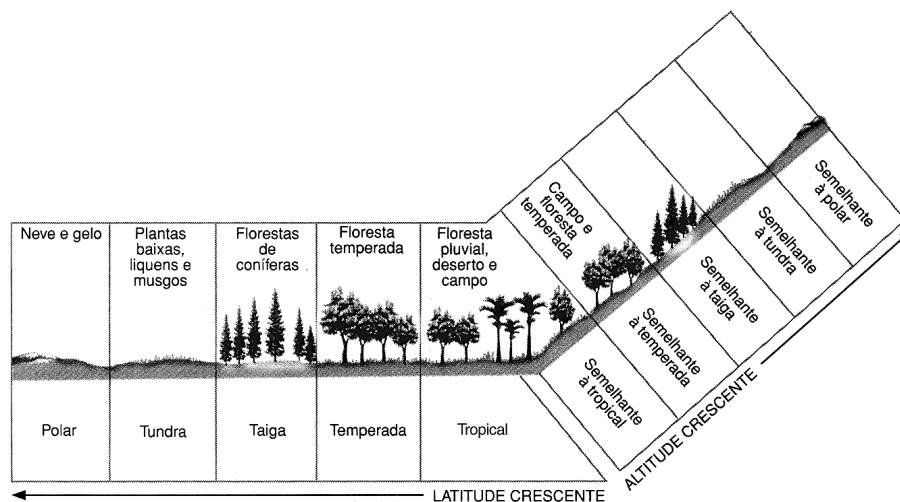 Neve e gelo
Plantas
baixas,
liquens e
musgos
Florestas
de
coníferas
Floresta
temperada
Floresta
pluvial,
deserto e
campo
Campo e
floresta
temperada
Polar
Tundra
Taiga
Temperada
Tropical
Semelhante
à tropical
Semelhante
à temperada
Semelhante
à taiga
Semelhante
à tundra
Semelhante
à polar
LATITUDE CRESCENTE
ALTITUDE CRESCENTE